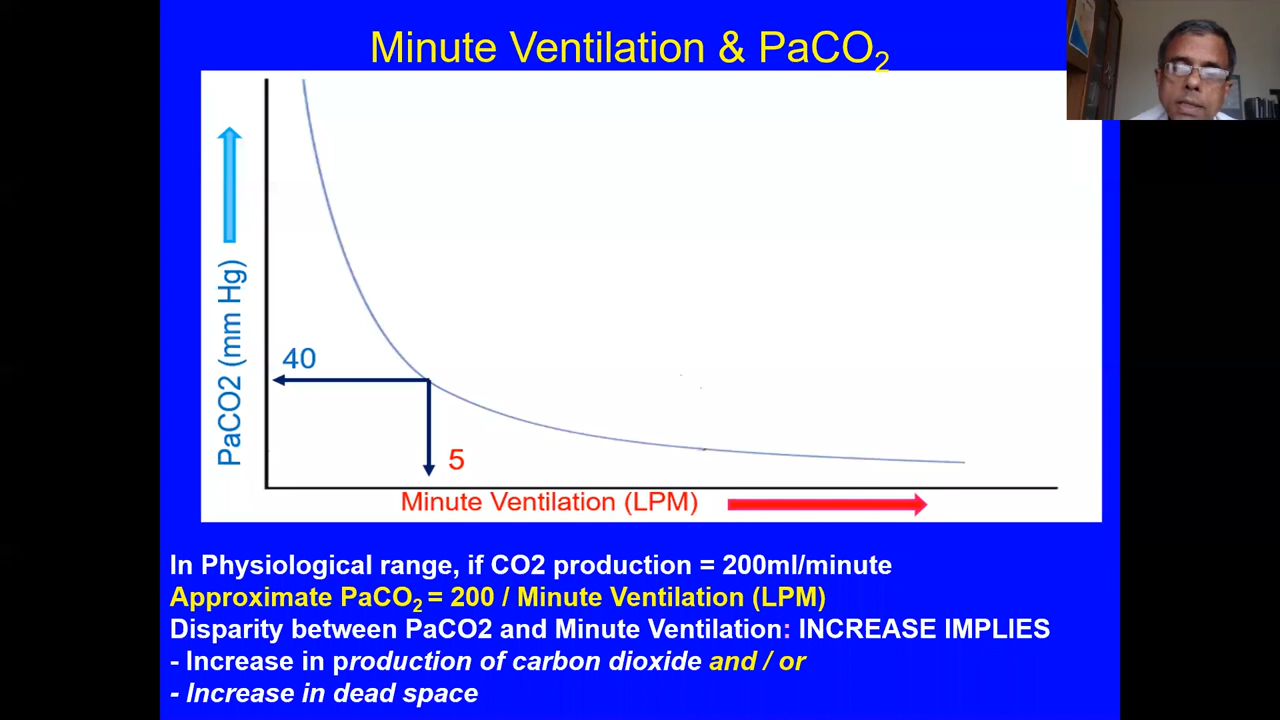 Minute Ventilation & PaCO₂
PaCO2 (mm Hg)
40
5
Minute Ventilation (LPM)
In Physiological range, if CO2 production = 200ml/minute
Approximate PaCO₂ = 200 / Minute Ventilation (LPM)
Disparity between PaCO2 and Minute Ventilation: INCREASE IMPLIES
- Increase in production of carbon dioxide and / or
- Increase in dead space